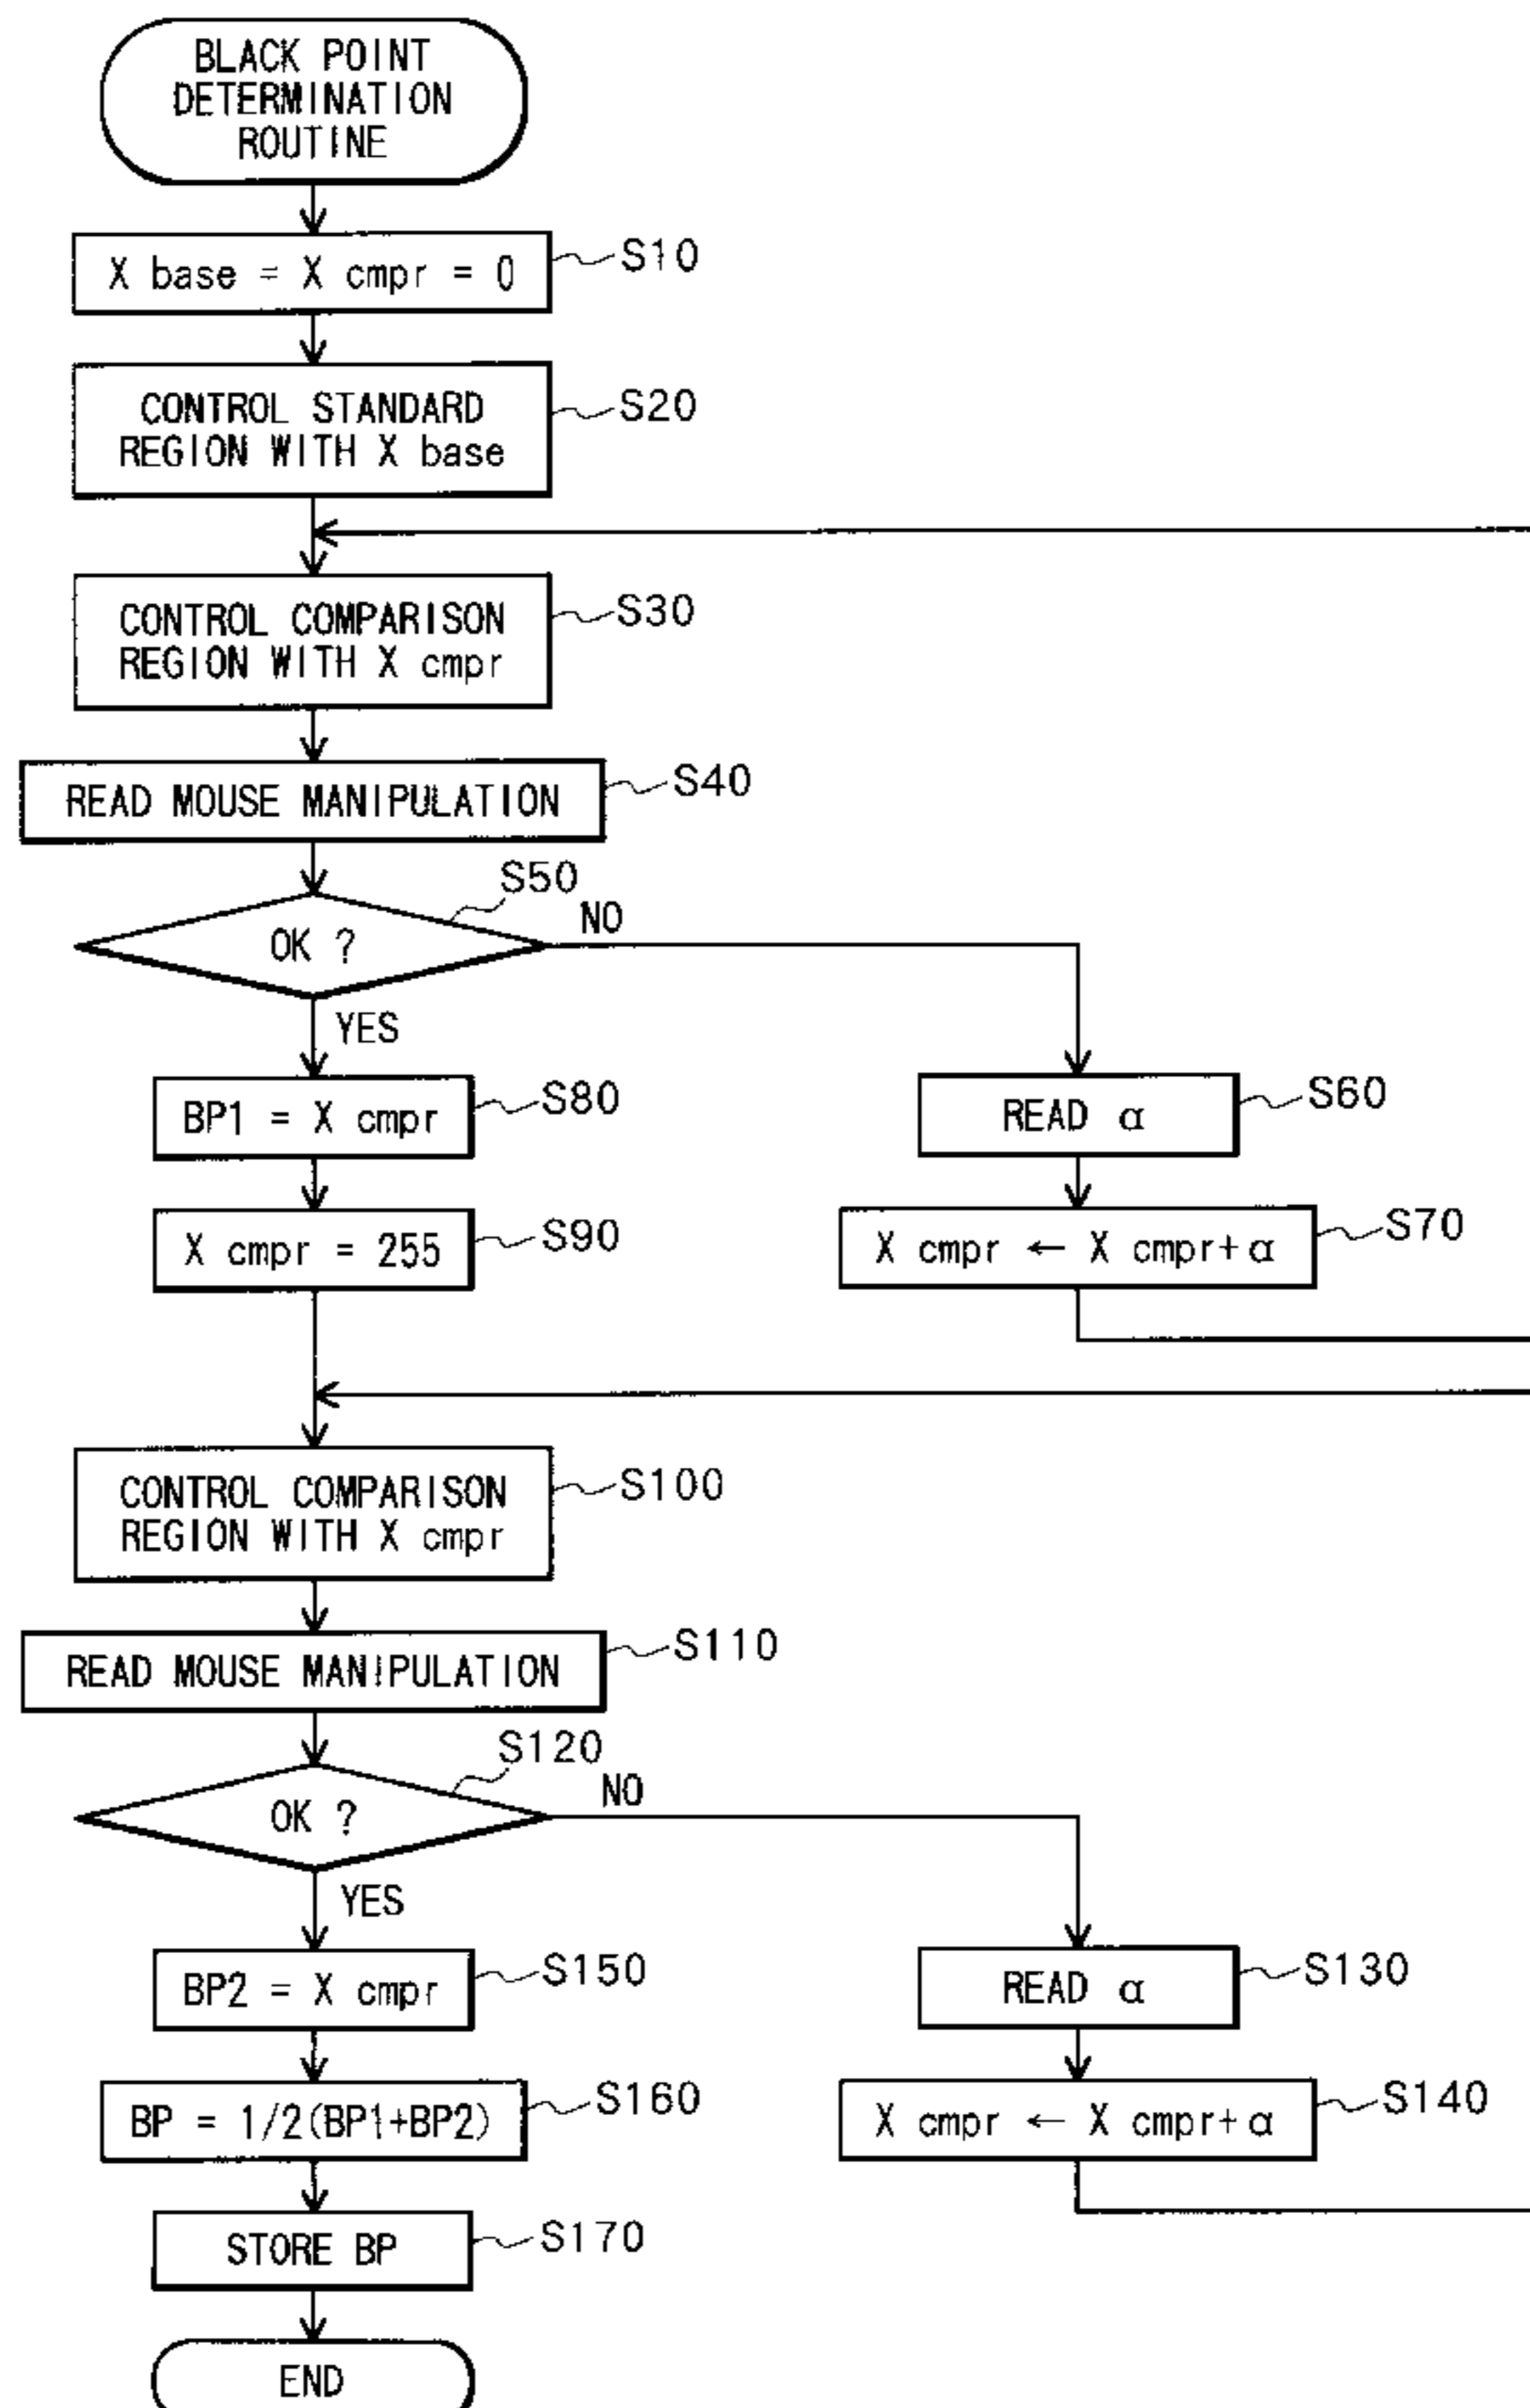 BLACK POINT
DETERMINATION
ROUTINE
X base = X cmpr = 0
S10
CONTROL STANDARD
REGION WITH X base
S20
CONTROL COMPARISON
REGION WITH X cmpr
S30
READ MOUSE MANIPULATION
S40
S50
OK ?
NO
YES
BP1 = X cmpr
S80
READ α
S60
X cmpr = 255
S90
X cmpr ← X cmpr+α
S70
CONTROL COMPARISON
REGION WITH X cmpr
S100
READ MOUSE MANIPULATION
S110
S120
OK ?
NO
YES
BP2 = X cmpr
S150
READ α
S130
BP = 1/2(BP1+BP2)
S160
X cmpr ← X cmpr+α
S140
STORE BP
S170
END